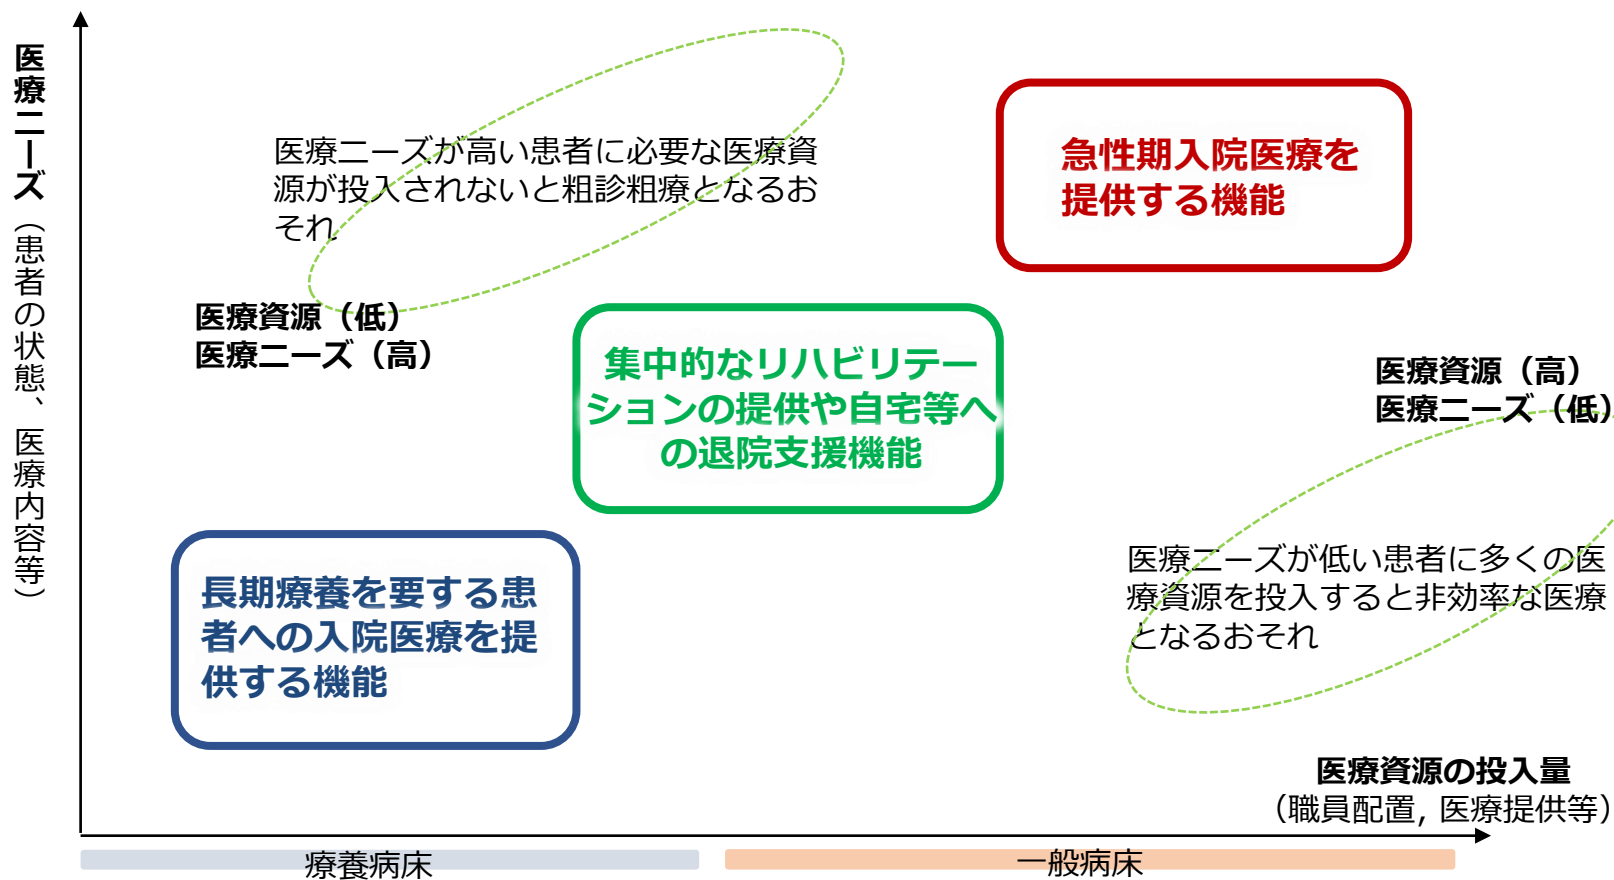 医療ニーズ（患者の状態、医療内容等）
医療ニーズが高い患者に必要な医療資
源が投入されないと粗診粗療となるお
それ
急性期入院医療を
提供する機能
医療資源（低）
医療ニーズ（高）
集中的なリハビリテー
ションの提供や自宅等へ
の退院支援機能
医療資源（高）
医療ニーズ（低）
長期療養を要する患
者への入院医療を提
供する機能
医療ニーズが低い患者に多くの医
療資源を投入すると非効率な医療
となるおそれ
医療資源の投入量
（職員配置, 医療提供等）
療養病床
一般病床